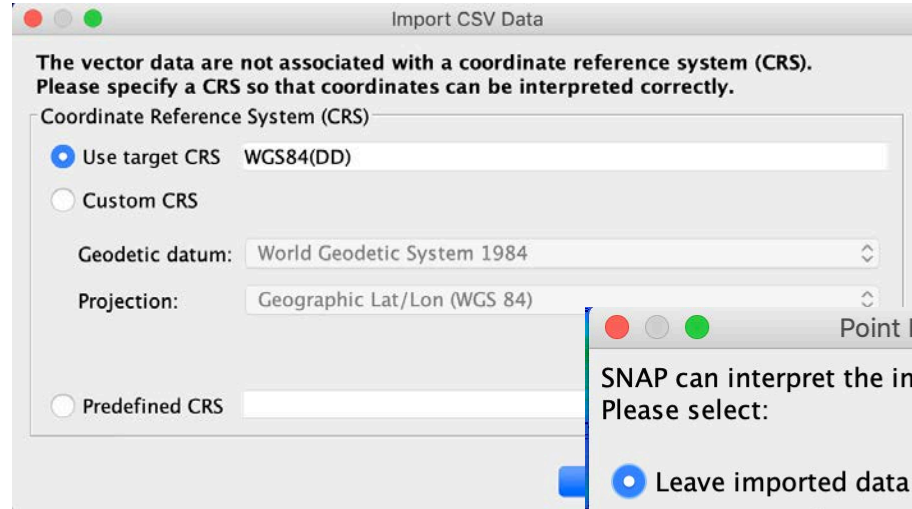 Import CSV Data
The vector data are not associated with a coordinate reference system (CRS).
Please specify a CRS so that coordinates can be interpreted correctly.
Coordinate Reference System (CRS)
Use target CRS WGS84(DD)
Custom CRS
Geodetic datum: World Geodetic System 1984
Projection: Geographic Lat/Lon (WGS 84)
Predefined CRS
Point
SNAP can interpret the
Please select:
Leave imported data